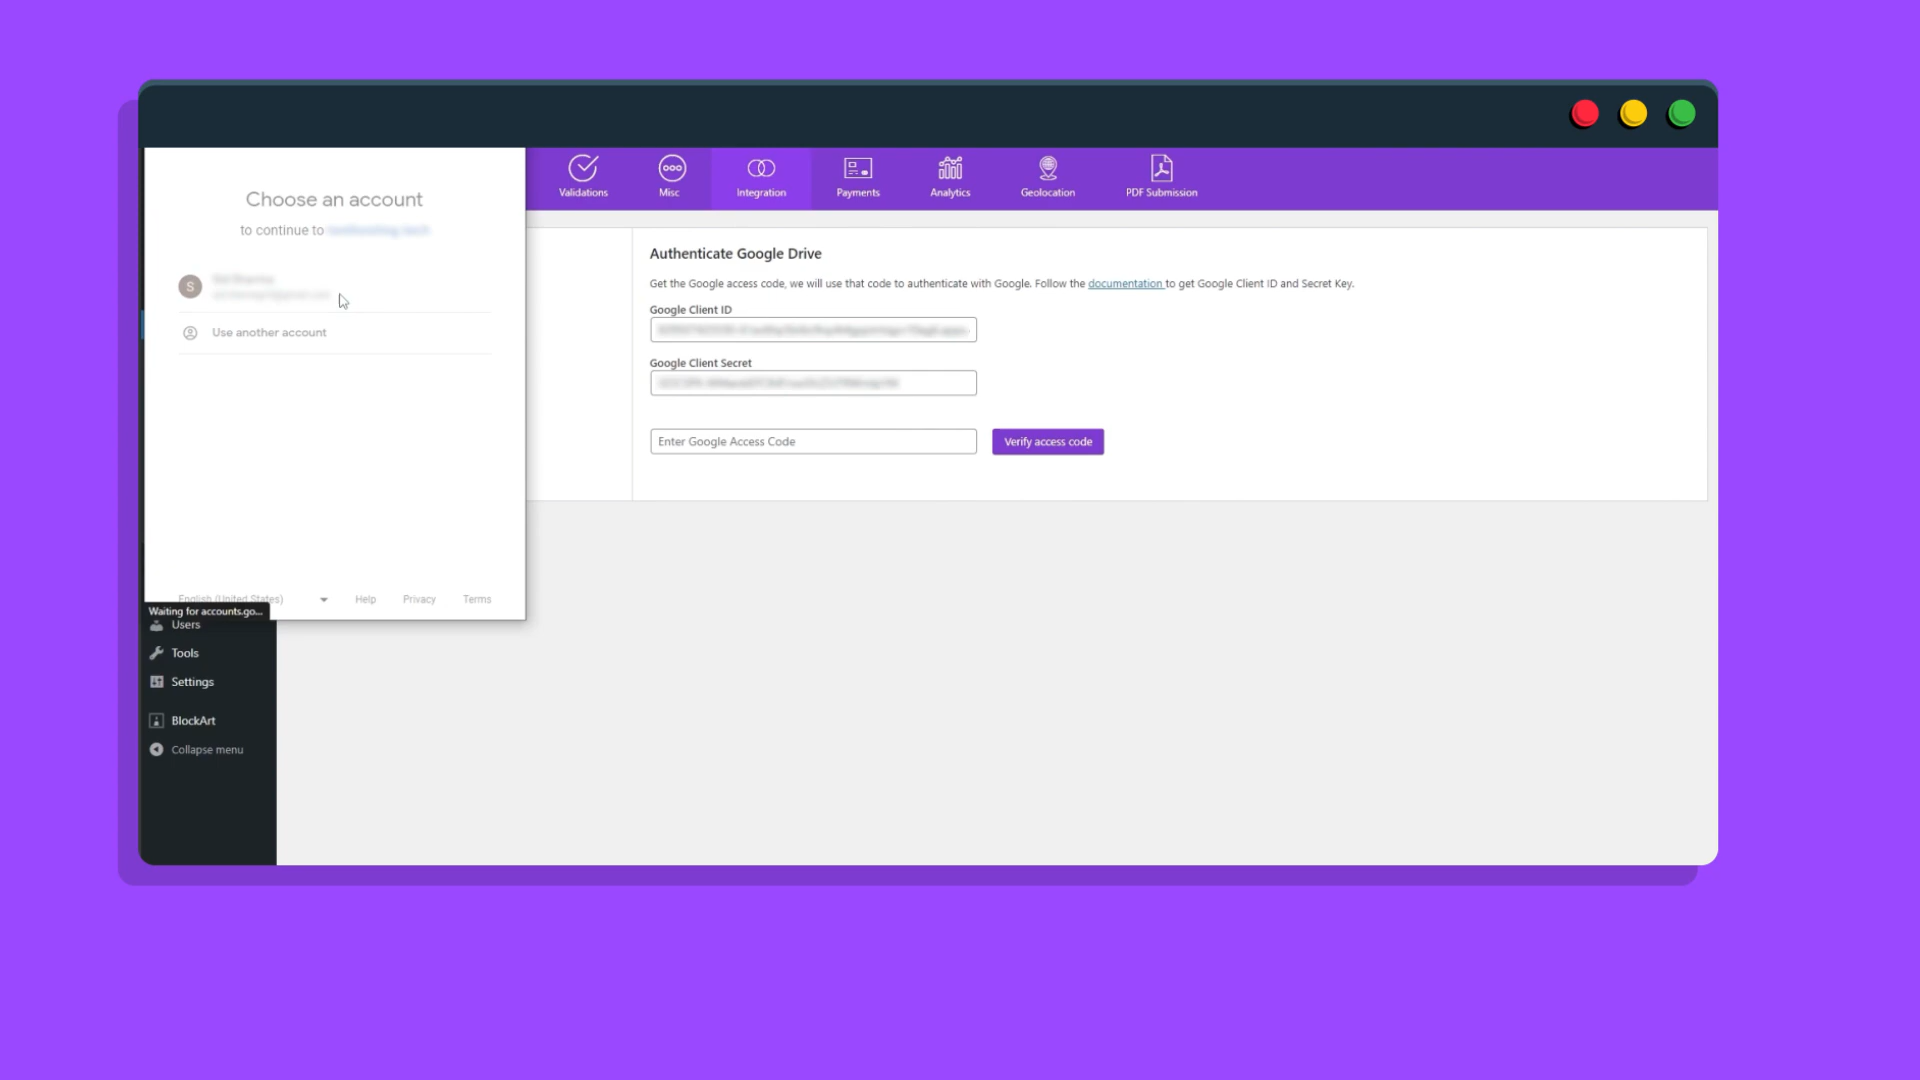 Validations
Misc
Integration
Payments
Analytics
Geolocation
PDF Submission
Choose an account
to continue to
S
Use another account
English (United States)
Help
Privacy
Terms
Waiting for accounts.go...
Authenticate Google Drive
Get the Google access code, we will use that code to authenticate with Google. Follow the documentation to get Google Client ID and Secret Key.
Google Client ID
Google Client Secret
Enter Google Access Code
Verify access code
Users
Tools
Settings
BlockArt
Collapse menu